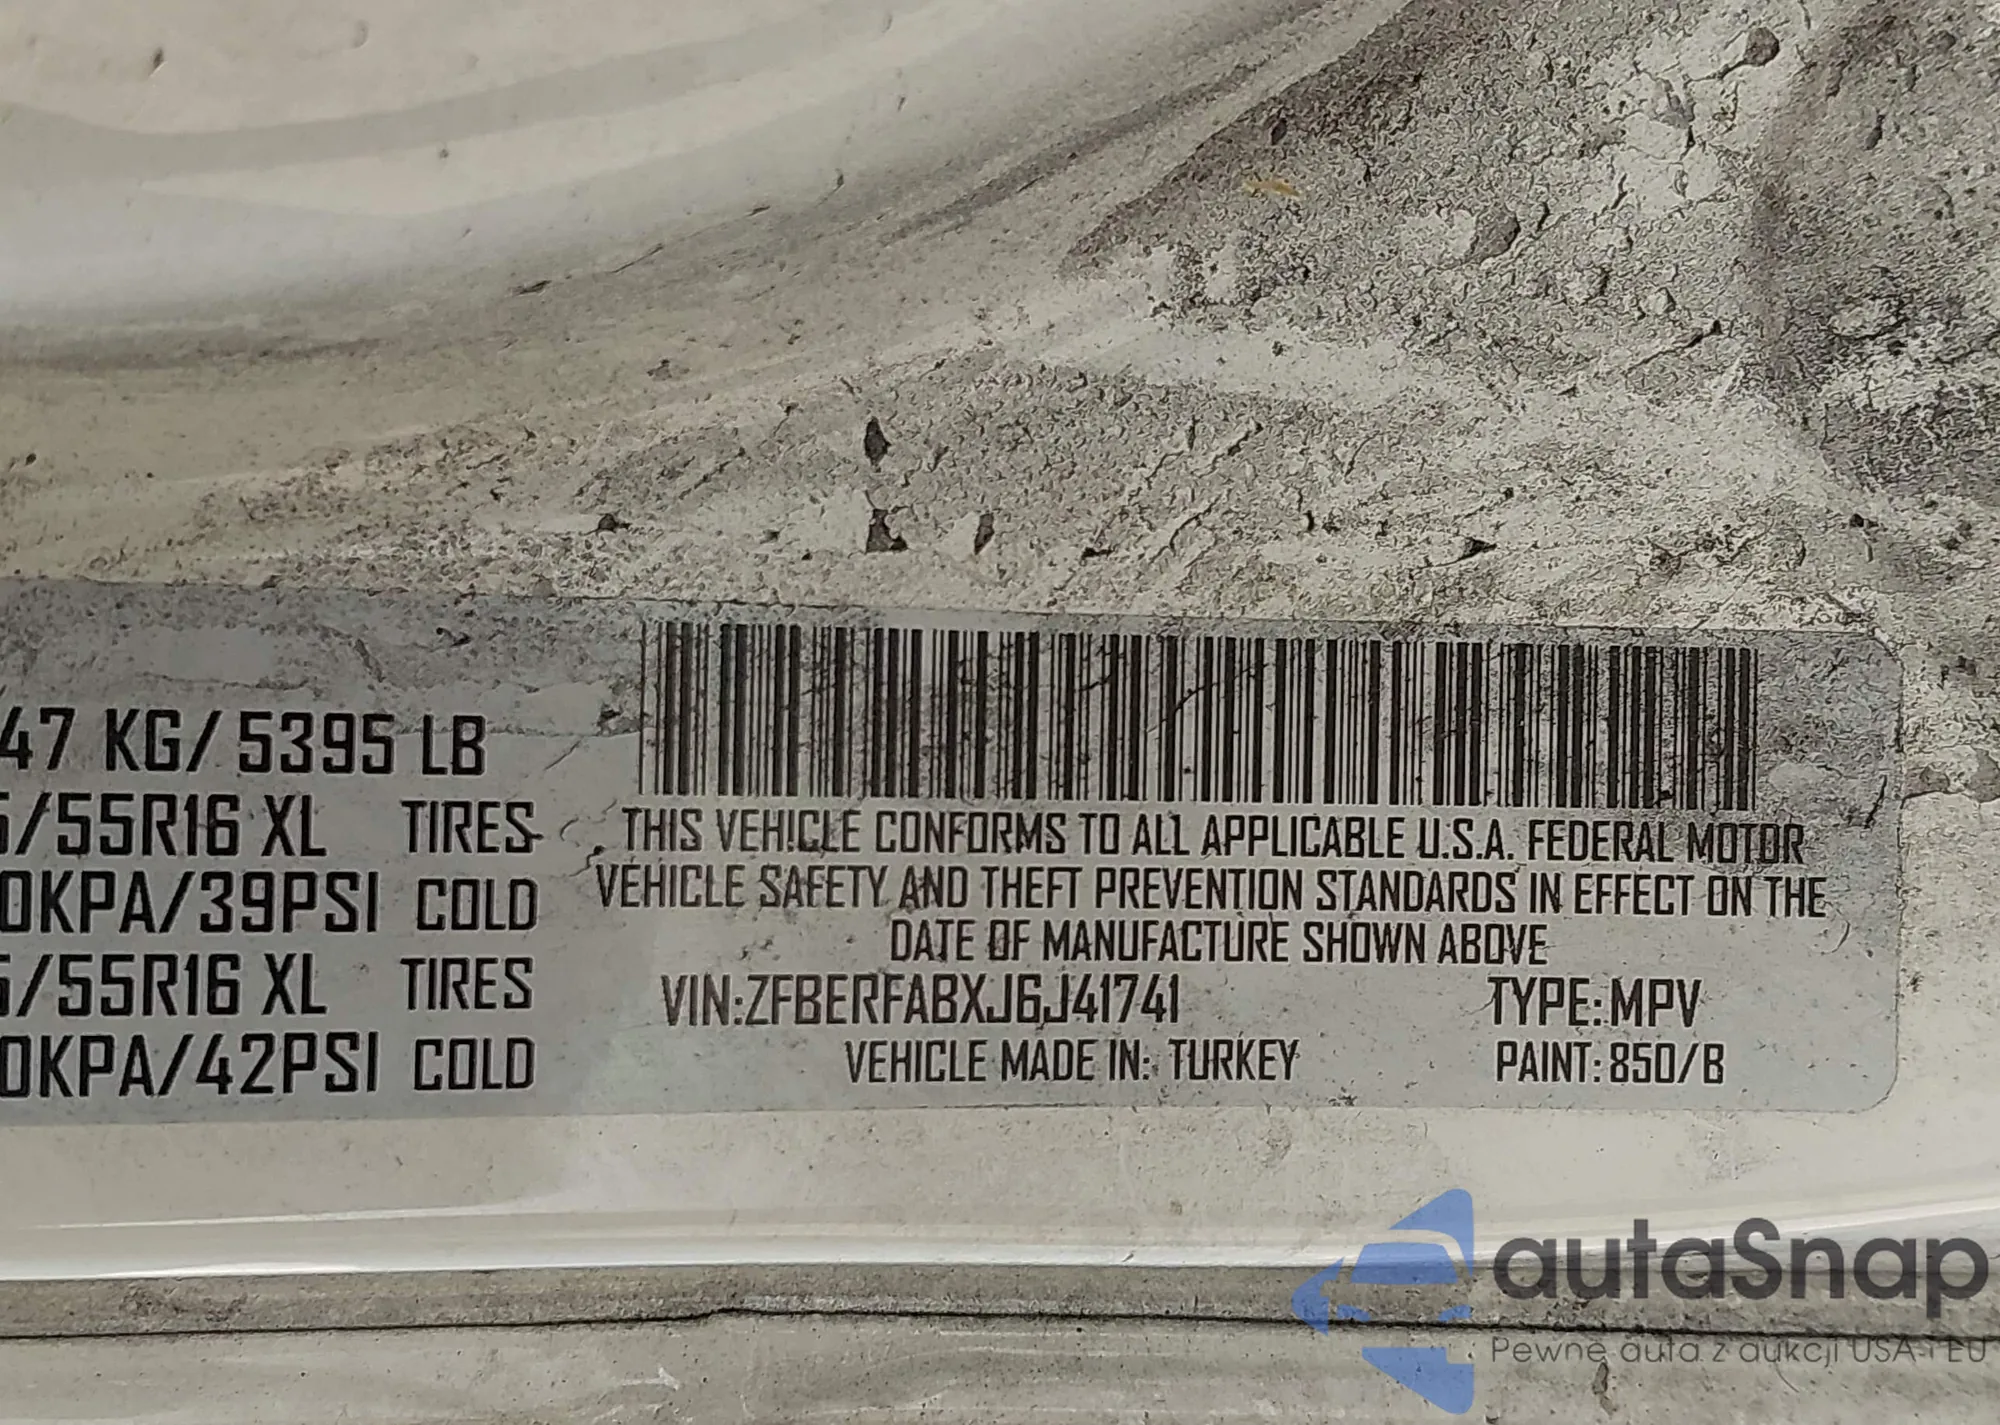 47 KG/ 5395 LB
5/55R16 XL TIRES
0KPA/39PSI COLD
5/55R16 XL TIRES
0KPA/42PSI COLD
THIS VEHICLE CONFORMS TO ALL APPLICABLE U.S.A. FEDERAL MOTOR
VEHICLE SAFETY AND THEFT PREVENTION STANDARDS IN EFFECT ON THE
DATE OF MANUFACTURE SHOWN ABOVE
VIN:ZFBERFABXJ6J41741 TYPE:MPV
VEHICLE MADE IN: TURKEY PAINT:850/B
autaSnap
Pewne auta z aukcji USA i EU